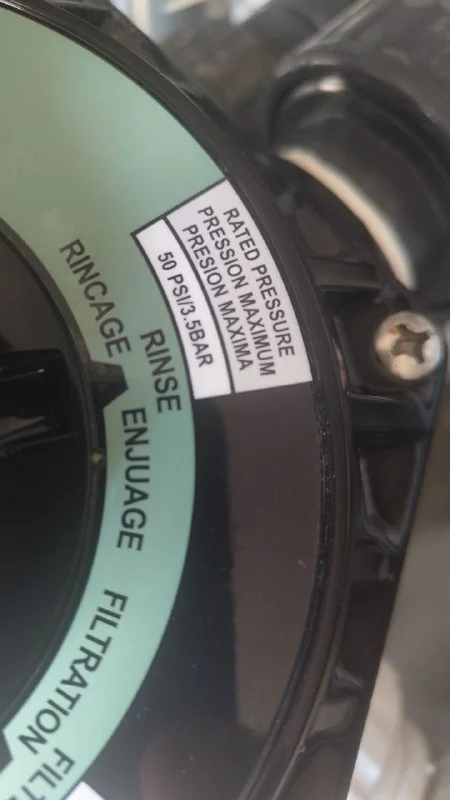 RATED PRESSURE
PRESSION MAXIMUM
PRESION MAXIMA
50 PSI/3.5BAR
RINCAGE
RINSE
ENJUAGE
FILTRATION